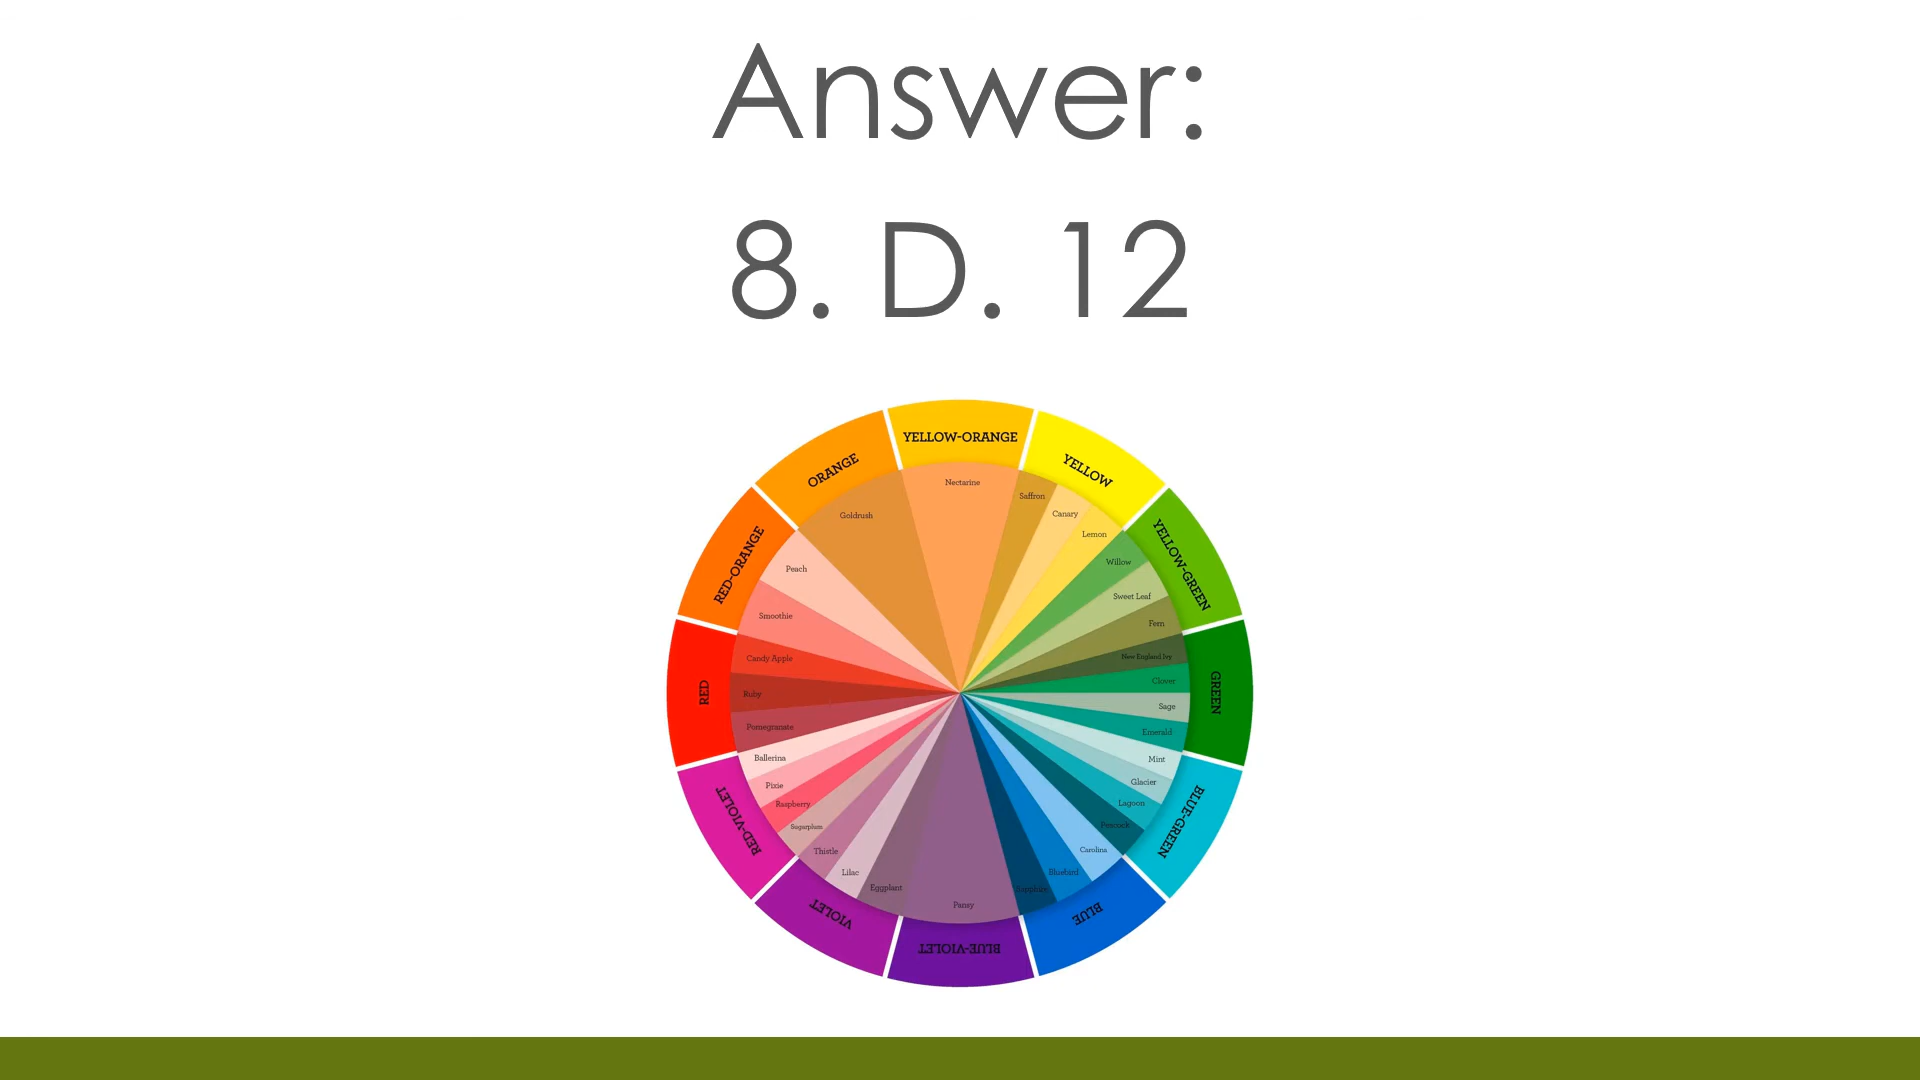 Answer:
8. D. 12
YELLOW-ORANGE
YELLOW
YELLOW-GREEN
GREEN
BLUE-GREEN
BLUE
BLUE-VIOLET
VIOLET
RED-VIOLET
RED
RED-ORANGE
ORANGE
Nectarine
Saffron
Canary
Lemon
Willow
Sweet Leaf
Fern
New England Ivy
Clover
Sage
Emerald
Mint
Glacier
Lagoon
Peacock
Carolina
Bluebird
Sapphire
Pansy
Eggplant
Lilac
Thistle
Sugarplum
Raspberry
Pixie
Ballerina
Pomegranate
Ruby
Candy Apple
Smoothie
Peach
Goldrush